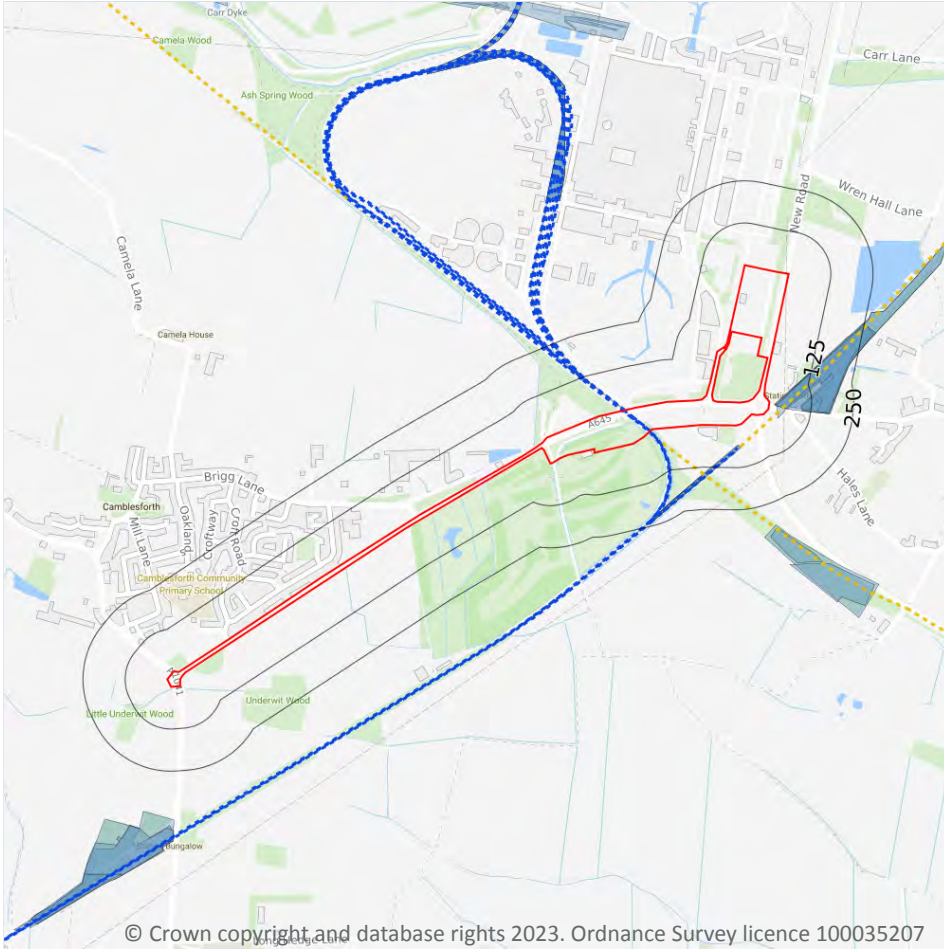 Carr Dyke
Camela Wood
Carr Lane
Ash Spring Wood
Wren Hall Lane
New Road
Camela Lane
Camela House
125
250
A645
Brigg Lane
Hales Lane
Camblesforth
Mill Lane
Oakland
Croftway
Croft Road
Camblesforth Community
Primary School
Little Underwit Wood
Underwit Wood
Bungalow
© Crown copyright and database rights 2023. Ordnance Survey licence 100035207